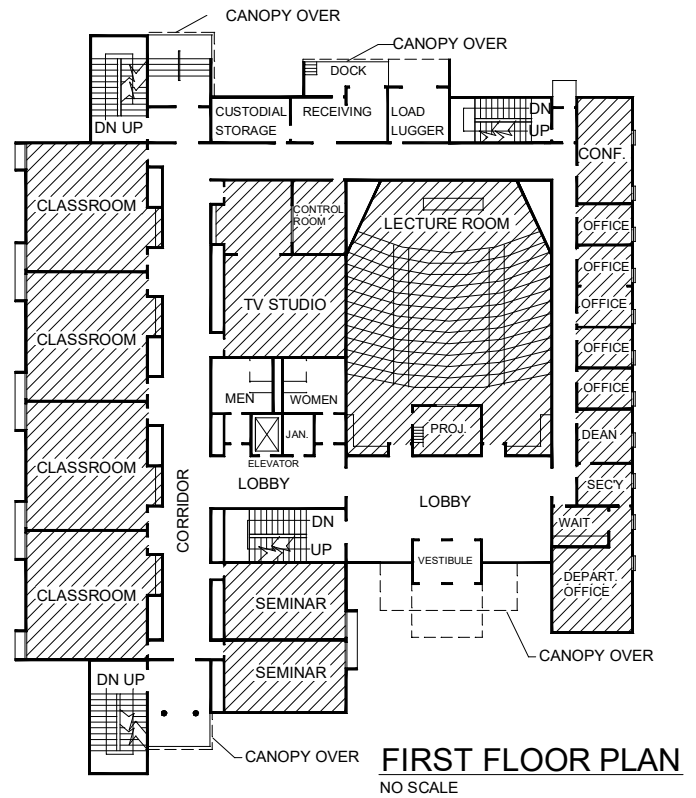 CANOPY OVER
CANOPY OVER
DOCK
CUSTODIAL
STORAGE
RECEIVING
LOAD
LUGGER
DN
UP
DN UP
CONF.
CLASSROOM
CONTROL
ROOM
LECTURE ROOM
OFFICE
OFFICE
TV STUDIO
OFFICE
CLASSROOM
OFFICE
OFFICE
MEN
WOMEN
JAN.
PROJ.
DEAN
ELEVATOR
CLASSROOM
LOBBY
LOBBY
SEC'Y
CORRIDOR
DN
UP
WAIT
VESTIBULE
DEPART.
OFFICE
CLASSROOM
SEMINAR
CANOPY OVER
SEMINAR
DN UP
CANOPY OVER
FIRST FLOOR PLAN
NO SCALE